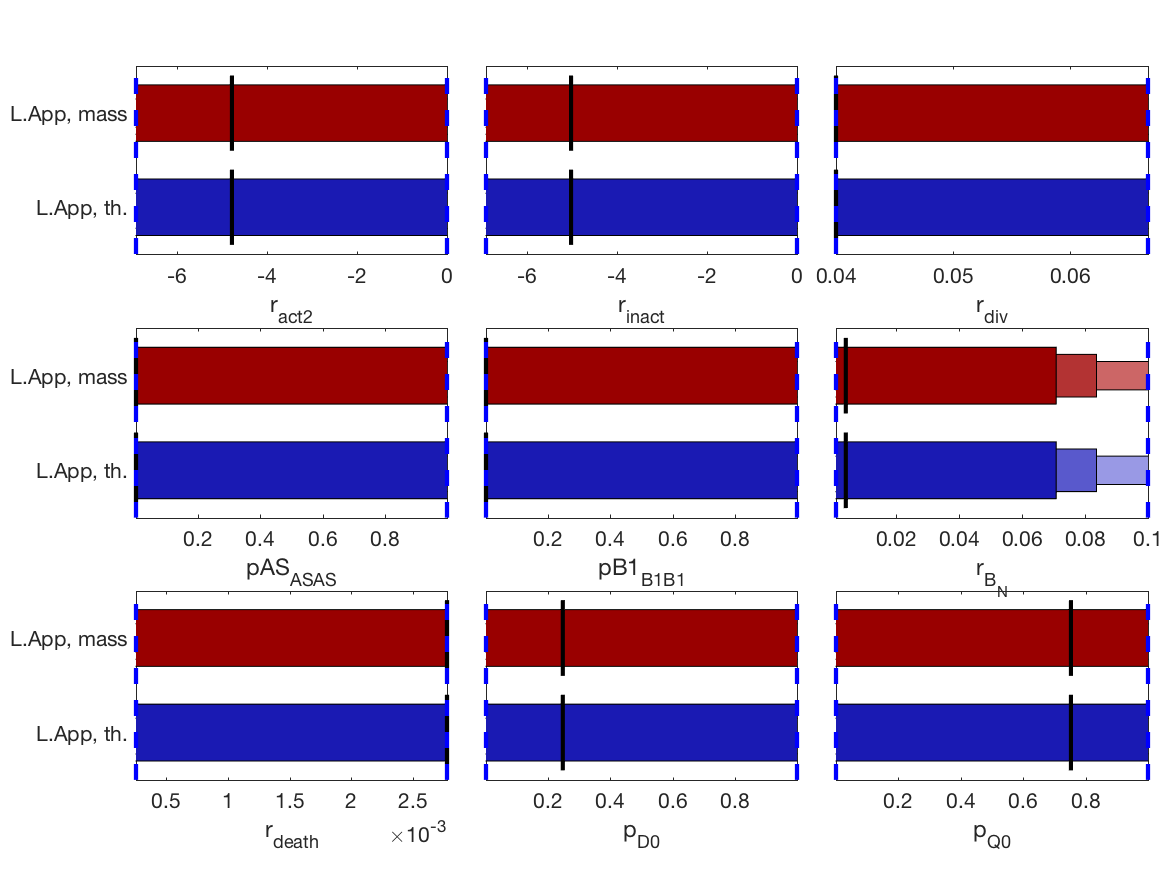 L.App, mass
L.App, th.
-6 -4 -2 0
r_act2
-6 -4 -2 0
r_inact
0.04 0.05 0.06
r_div
L.App, mass
L.App, th.
0.2 0.4 0.6 0.8
pAS_ASAS
0.2 0.4 0.6 0.8
pB1_B1B1
0.02 0.04 0.06 0.08 0.1
r_B_N
L.App, mass
L.App, th.
0.5 1 1.5 2 2.5
r_death ×10^-3
0.2 0.4 0.6 0.8
p_D0
0.2 0.4 0.6 0.8
p_Q0